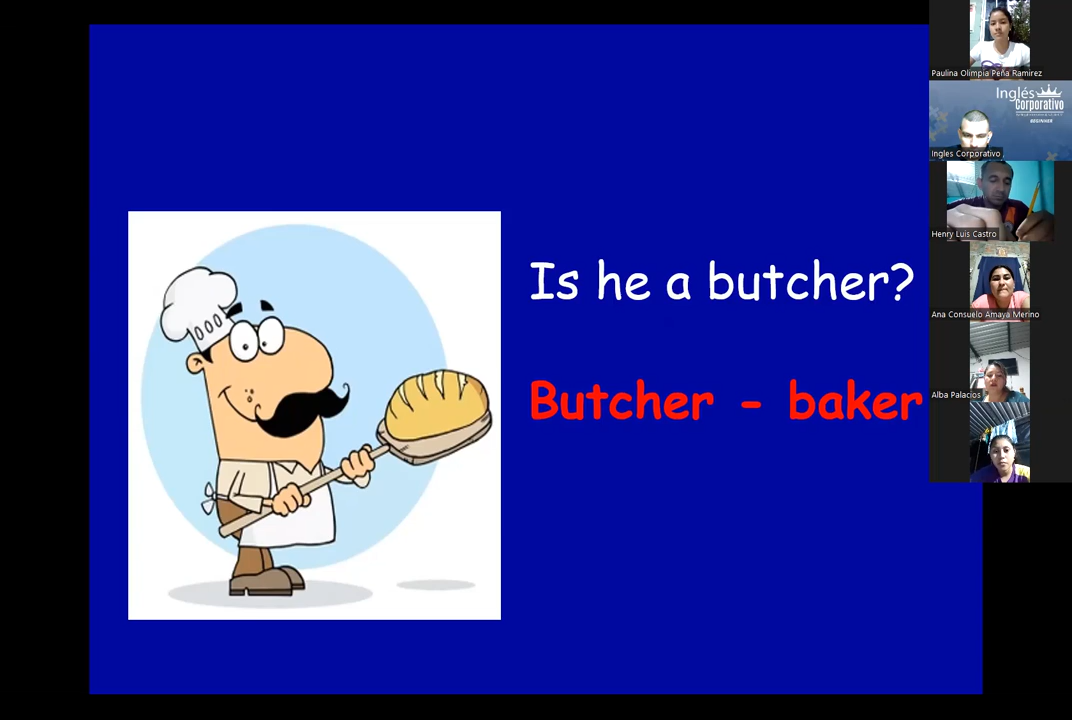 Is he a butcher?
Butcher - baker
Paulina Olimpia Peña Ramirez
Inglés
Corporativo
BEGINNER
Ingles Corporativo
Henry Luis Castro
Ana Consuelo Amaya Merino
Alba Palacios